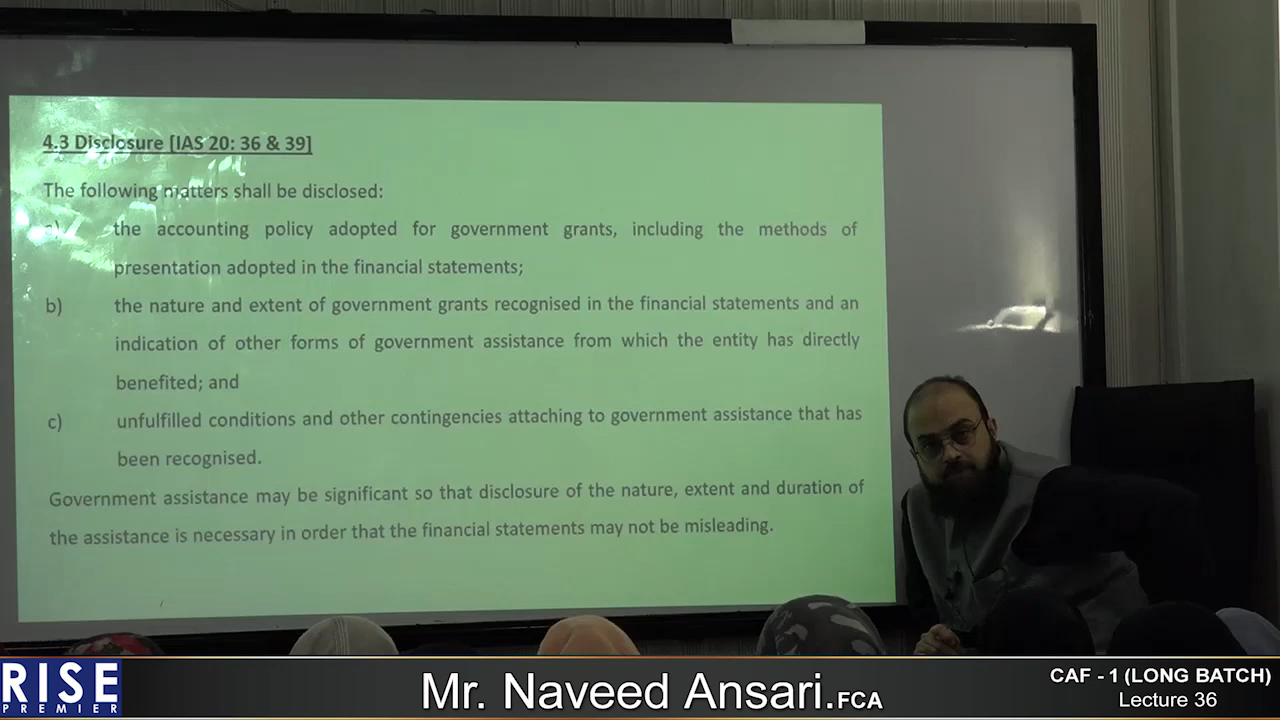 4.3 Disclosure [IAS 20: 36 & 39]
The following matters shall be disclosed:
a) the accounting policy adopted for government grants, including the methods of
presentation adopted in the financial statements;
b) the nature and extent of government grants recognised in the financial statements and an
indication of other forms of government assistance from which the entity has directly
benefited; and
c) unfulfilled conditions and other contingencies attaching to government assistance that has
been recognised.
Government assistance may be significant so that disclosure of the nature, extent and duration of
the assistance is necessary in order that the financial statements may not be misleading.
RISE
PREMIER
Mr. Naveed Ansari.FCA
CAF - 1 (LONG BATCH)
Lecture 36